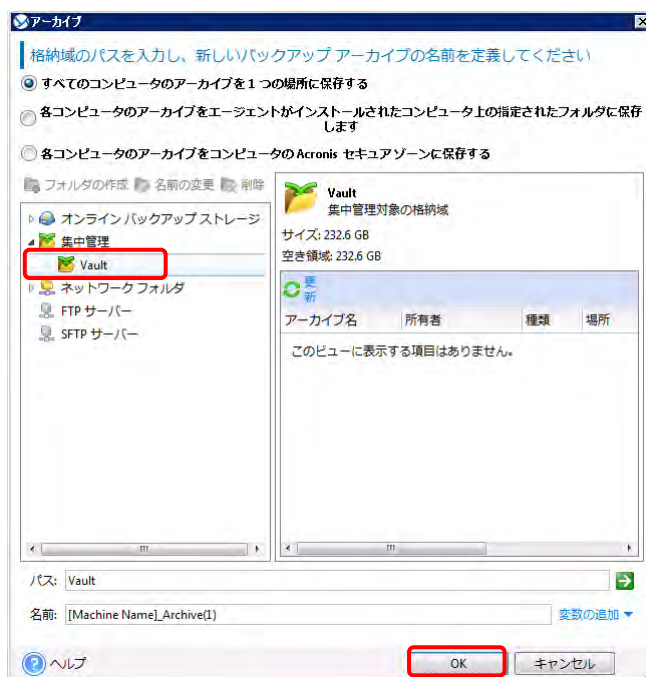 アーカイブ
格納域のパスを入力し、新しいバックアップ アーカイブの名前を定義してください
すべてのコンピュータのアーカイブを1つの場所に保存する
各コンピュータのアーカイブをエージェントがインストールされたコンピュータ上の指定されたフォルダに保存
します
各コンピュータのアーカイブをコンピュータの Acronis セキュアゾーンに保存する
フォルダの作成 名前の変更 削除
オンライン バックアップ ストレージ
集中管理
Vault
ネットワーク フォルダ
FTP サーバー
SFTP サーバー
Vault
集中管理対象の格納域
サイズ: 232.6 GB
空き領域: 232.6 GB
更
新
アーカイブ名 所有者 種類 場所
このビューに表示する項目はありません。
パス: Vault
名前: [Machine Name]_Archive(1) 変数の追加
ヘルプ OK キャンセル